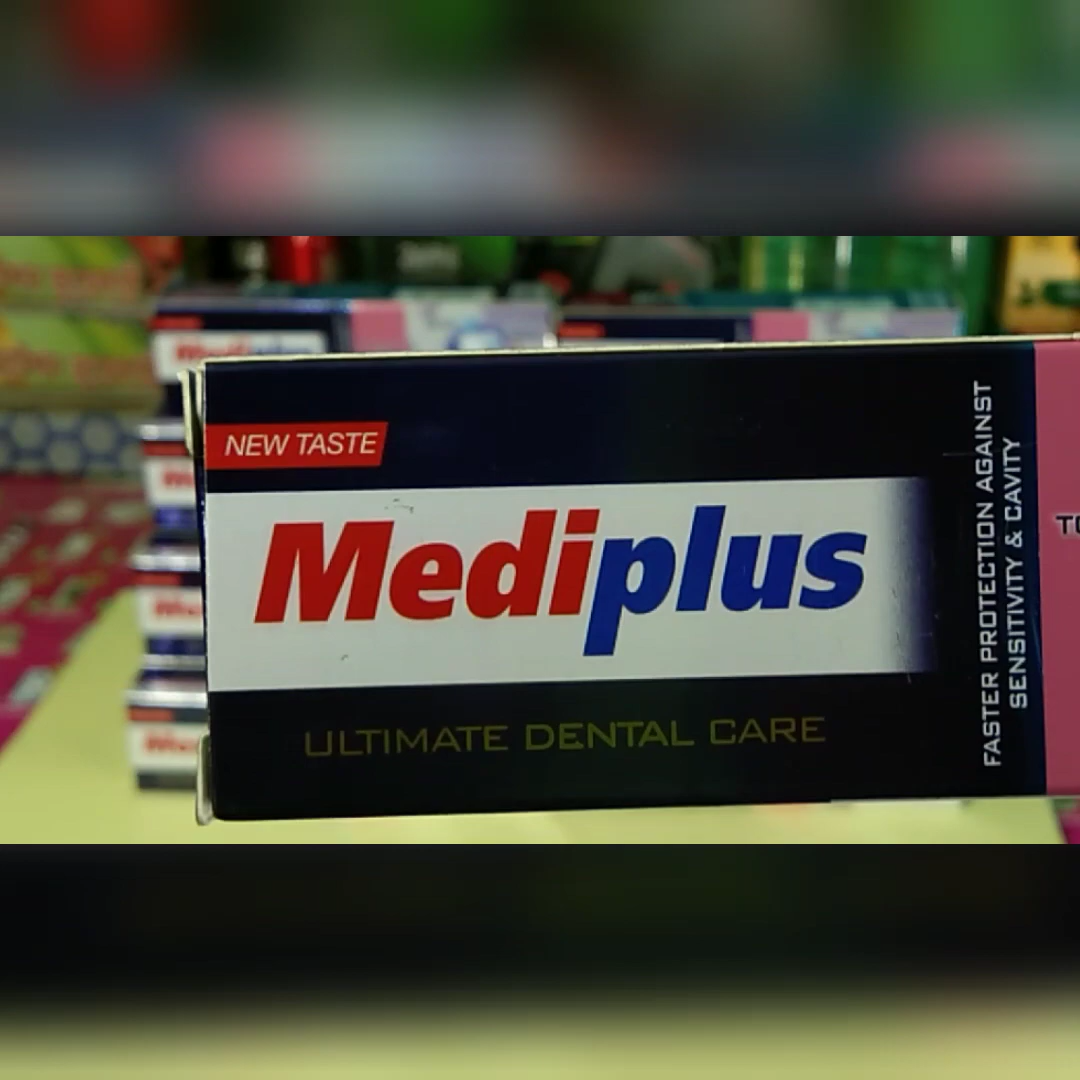 NEW TASTE
Mediplus
ULTIMATE DENTAL CARE
FASTER PROTECTION AGAINST
SENSITIVITY & CAVITY